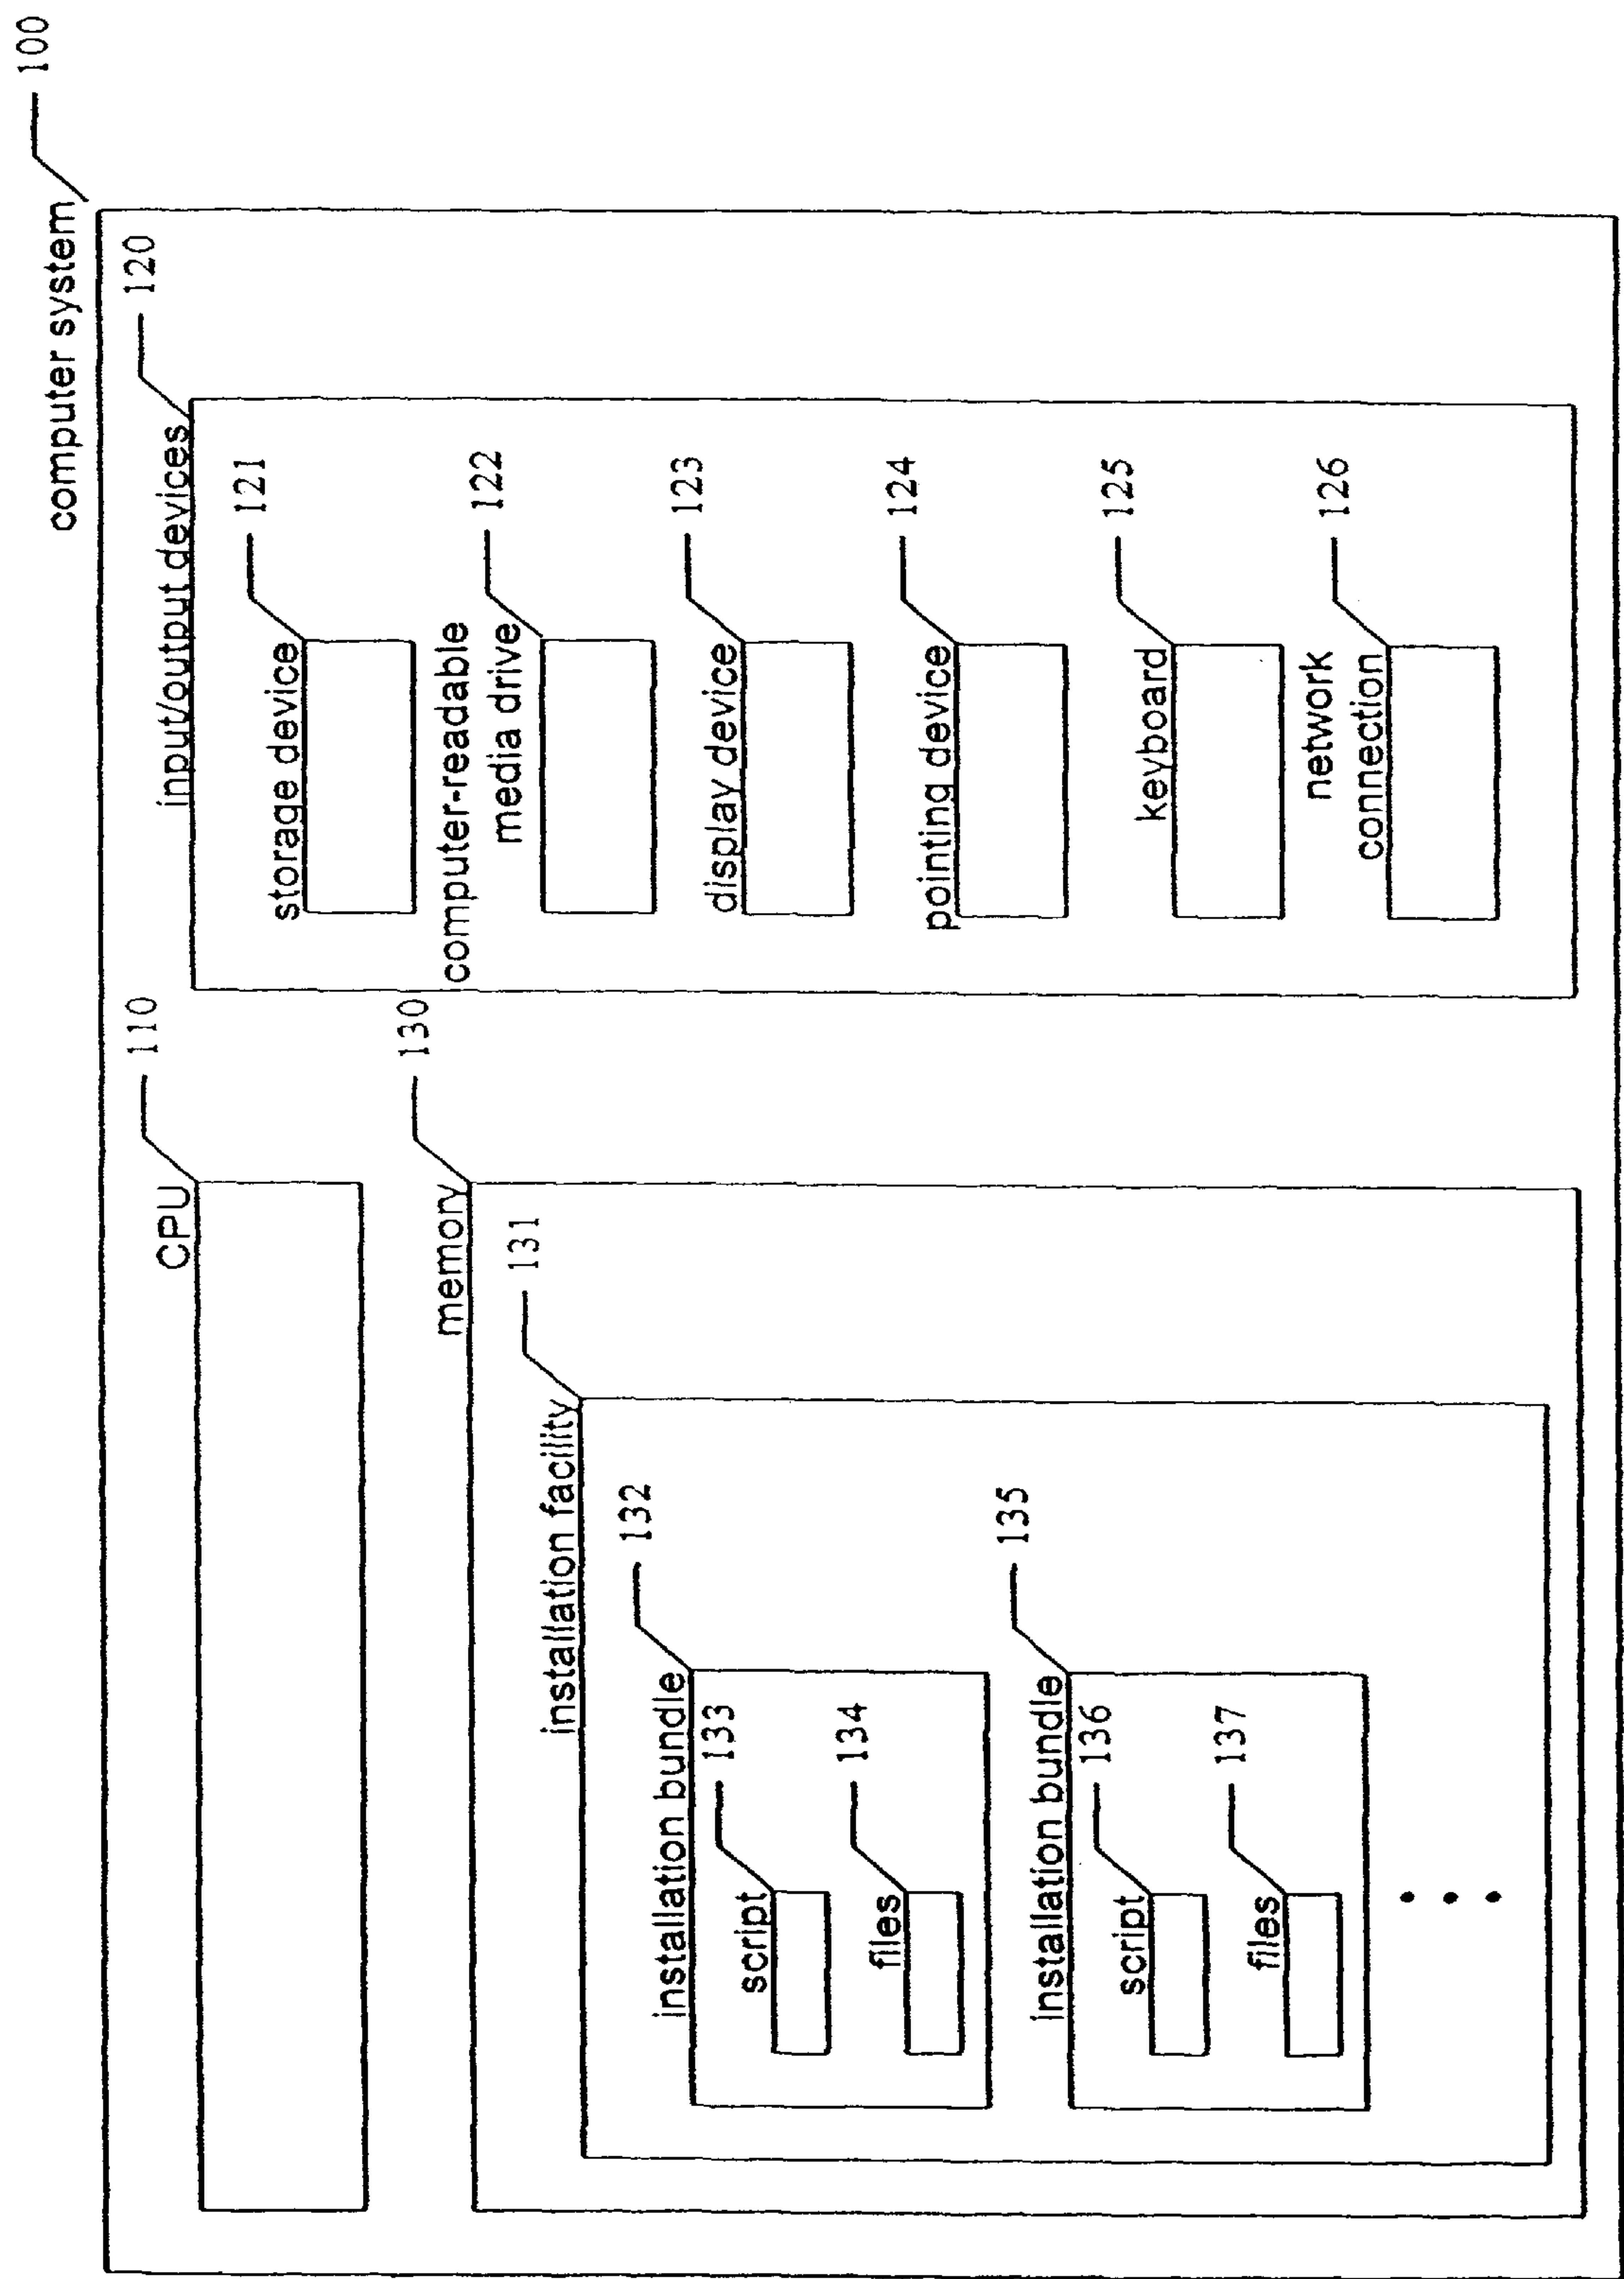 computer system
100
CPU
110
input/output devices
120
storage device
121
computer-readable
media drive
122
display device
123
pointing device
124
keyboard
125
network
connection
126
memory
130
installation facility
131
installation bundle
132
script
133
files
134
installation bundle
135
script
136
files
137